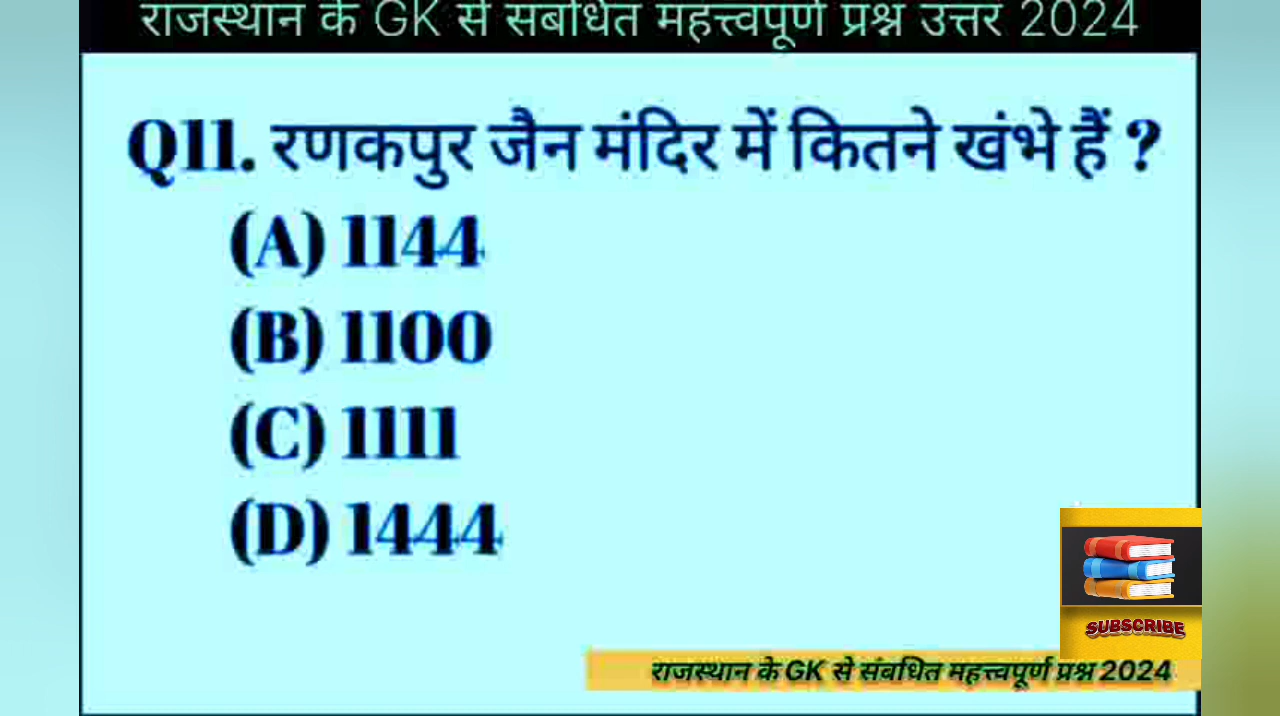 राजस्थान के GK से संबंधित महत्त्वपूर्ण प्रश्न उत्तर 2024
Q11. रणकपुर जैन मंदिर में कितने खंभे हैं ?
(A) 1144
(B) 1100
(C) 1111
(D) 1444
SUBSCRIBE
राजस्थान के GK से संबधित महत्त्वपूर्ण प्रश्न 2024